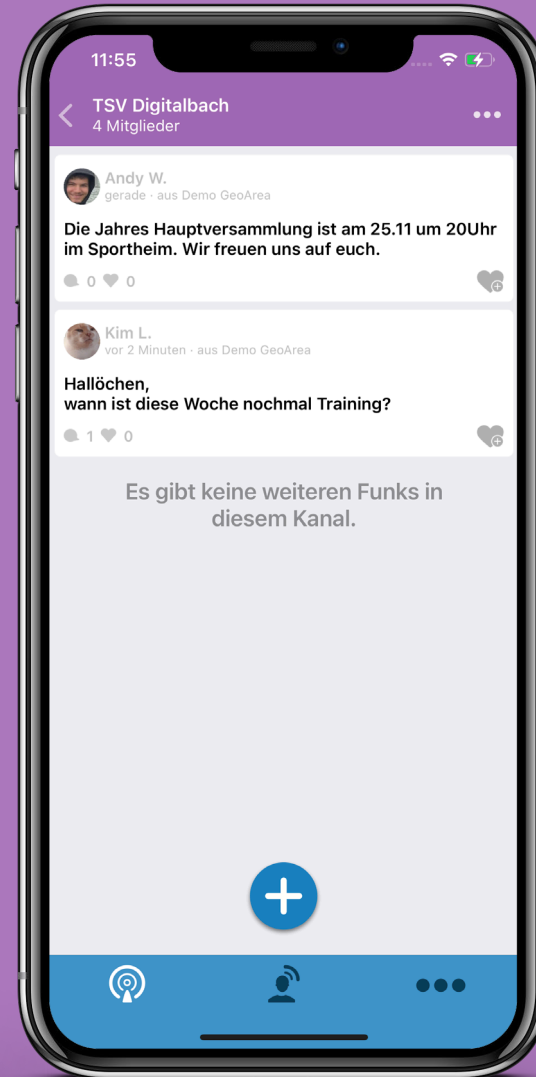 11:55
TSV Digitalbach
4 Mitglieder
Andy W.
gerade · aus Demo GeoArea
Die Jahres Hauptversammlung ist am 25.11 um 20Uhr
im Sportheim. Wir freuen uns auf euch.
0 0
Kim L.
vor 2 Minuten · aus Demo GeoArea
Hallöchen,
wann ist diese Woche nochmal Training?
1 0
Es gibt keine weiteren Funks in
diesem Kanal.